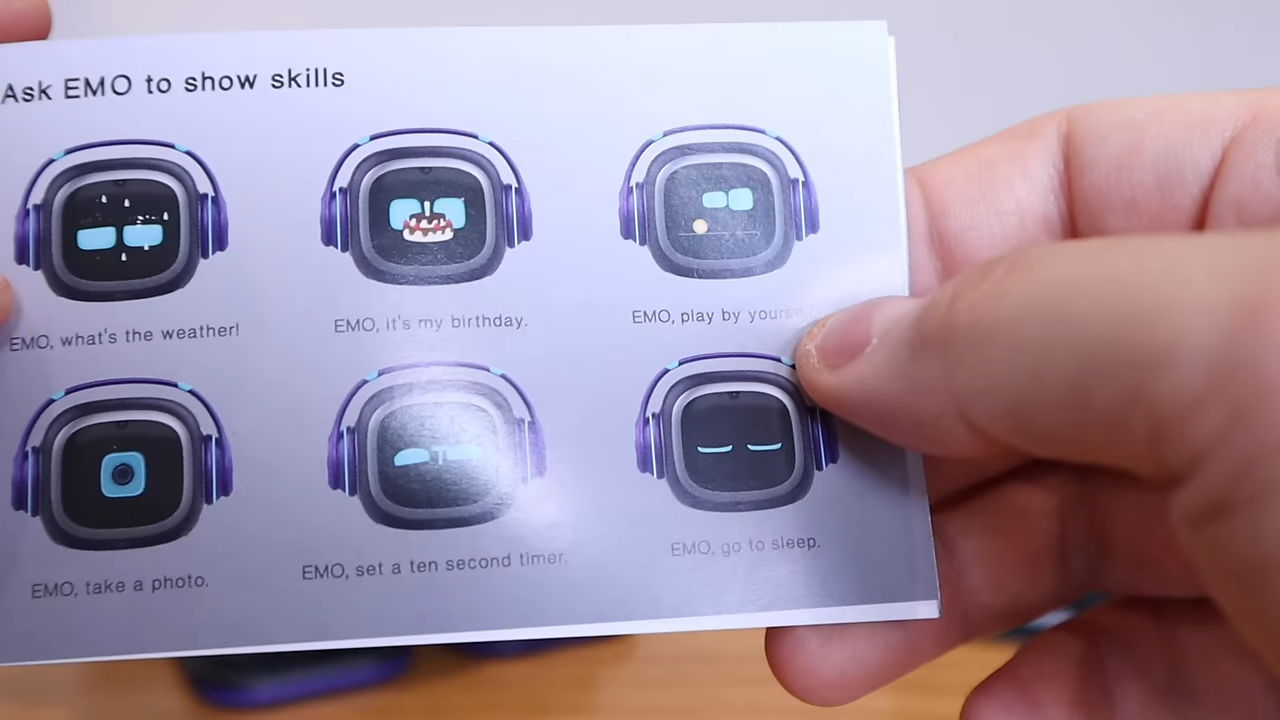 Ask EMO to show skills
EMO, what's the weather!
EMO, it's my birthday.
EMO, play by yourself
EMO, take a photo.
EMO, set a ten second timer.
EMO, go to sleep.